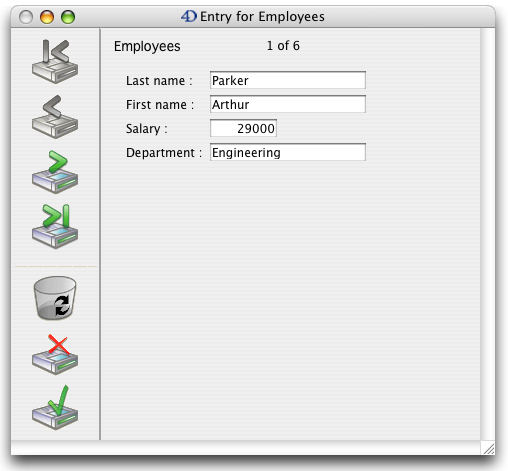 4D Entry for Employees
Employees 1 of 6
Last name : Parker
First name : Arthur
Salary : 29000
Department : Engineering